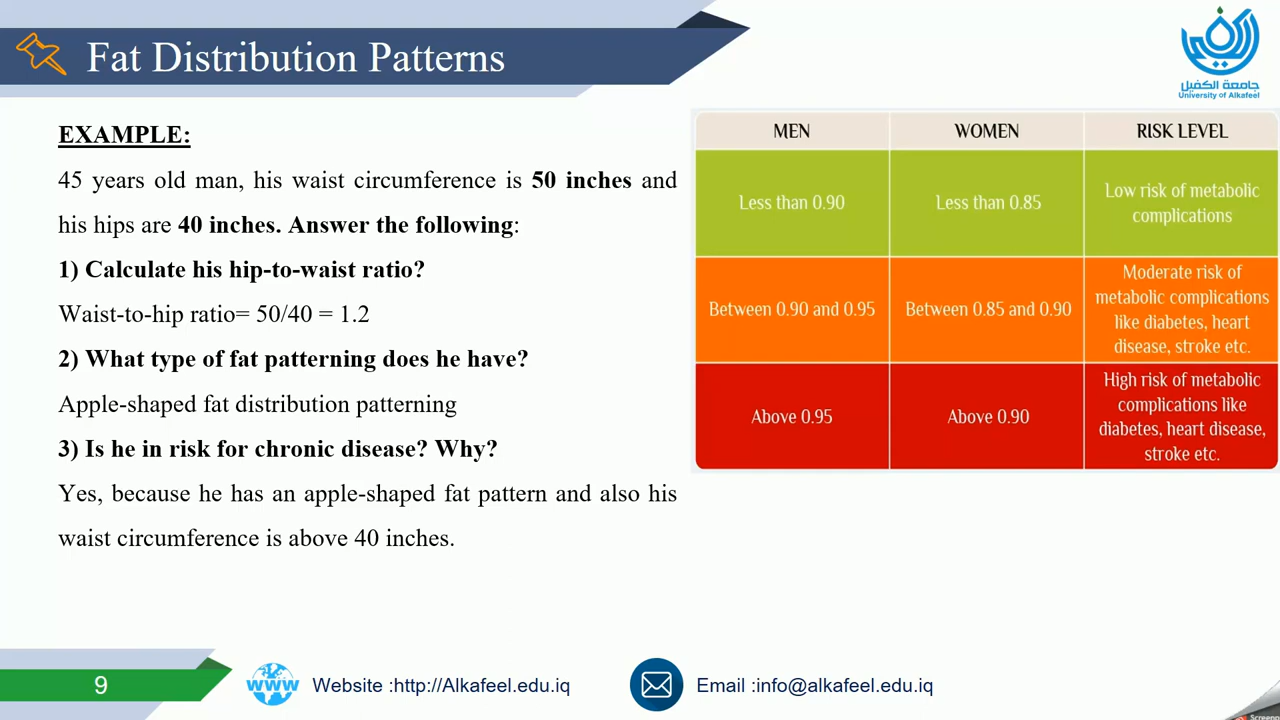 Fat Distribution Patterns
جامعة الكفيل
University of Alkafeel
EXAMPLE:
45 years old man, his waist circumference is 50 inches and
his hips are 40 inches. Answer the following:
1) Calculate his hip-to-waist ratio?
Waist-to-hip ratio= 50/40 = 1.2
2) What type of fat patterning does he have?
Apple-shaped fat distribution patterning
3) Is he in risk for chronic disease? Why?
Yes, because he has an apple-shaped fat pattern and also his
waist circumference is above 40 inches.
MEN WOMEN RISK LEVEL
Less than 0.90 Less than 0.85 Low risk of metabolic
complications
Between 0.90 and 0.95 Between 0.85 and 0.90 Moderate risk of
metabolic complications
like diabetes, heart
disease, stroke etc.
Above 0.95 Above 0.90 High risk of metabolic
complications like
diabetes, heart disease,
stroke etc.
9
WWW
Website :http://Alkafeel.edu.iq
Email :info@alkafeel.edu.iq